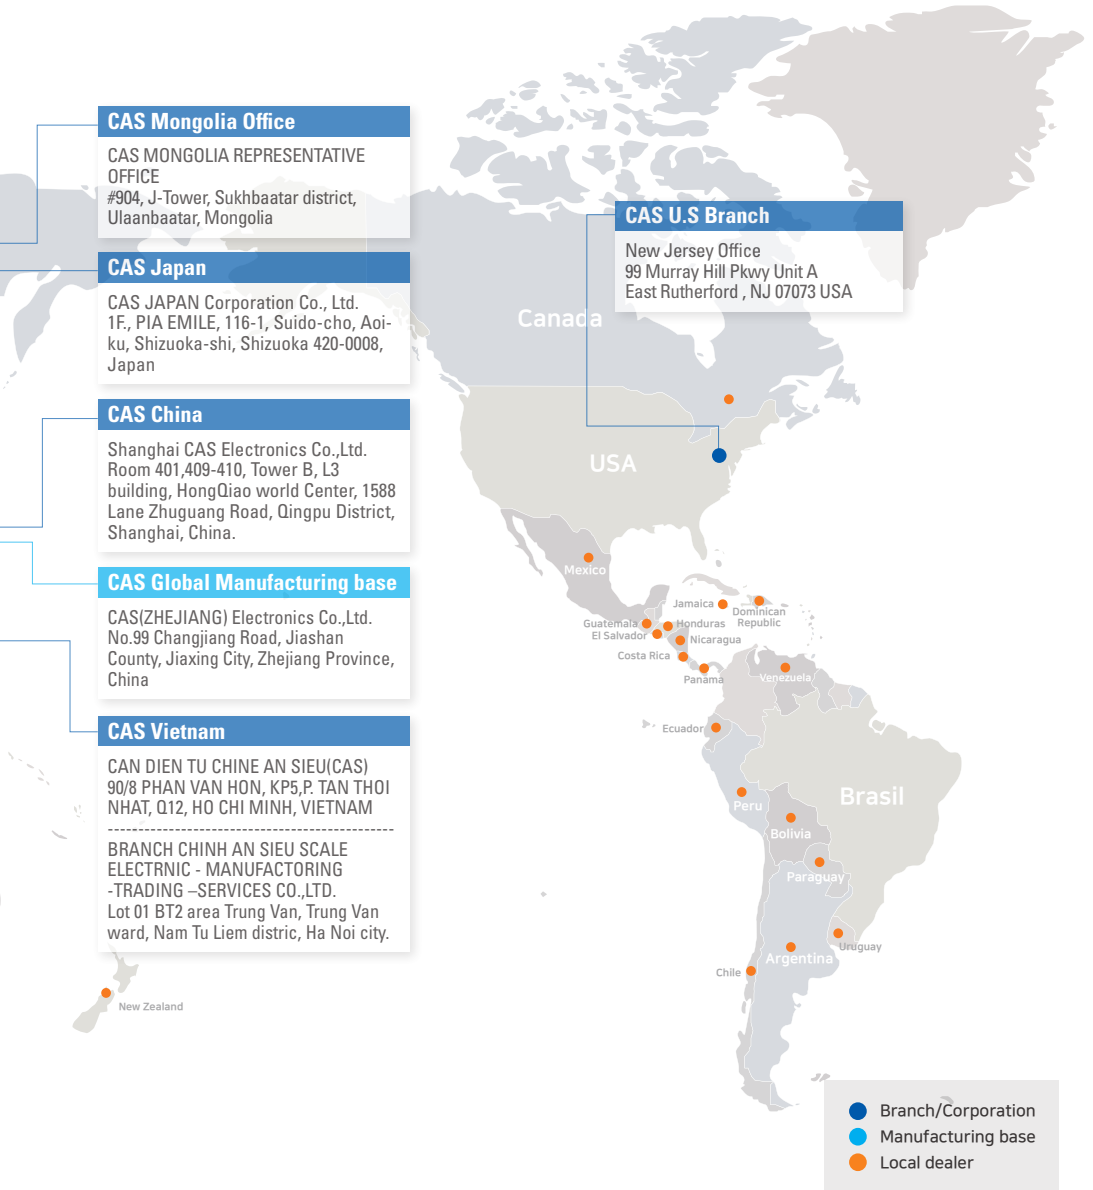 CAS Mongolia Office
CAS MONGOLIA REPRESENTATIVE
OFFICE
#904, J-Tower, Sukhbaatar district,
Ulaanbaatar, Mongolia
CAS Japan
CAS JAPAN Corporation Co., Ltd.
1F., PIA EMILE, 116-1, Suido-cho, Aoi-
ku, Shizuoka-shi, Shizuoka 420-0008,
Japan
CAS China
Shanghai CAS Electronics Co.,Ltd.
Room 401,409-410, Tower B, L3
building, HongQiao world Center, 1588
Lane Zhuguang Road, Qingpu District,
Shanghai, China.
CAS Global Manufacturing base
CAS(ZHEJIANG) Electronics Co.,Ltd.
No.99 Changjiang Road, Jiashan
County, Jiaxing City, Zhejiang Province,
China
CAS Vietnam
CAN DIEN TU CHINE AN SIEU(CAS)
90/8 PHAN VAN HON, KP5,P. TAN THOI
NHAT, Q12, HO CHI MINH, VIETNAM
-----------------------------------------------
BRANCH CHINH AN SIEU SCALE
ELECTRNIC - MANUFACTORING
-TRADING –SERVICES CO.,LTD.
Lot 01 BT2 area Trung Van, Trung Van
ward, Nam Tu Liem distric, Ha Noi city.
CAS U.S Branch
New Jersey Office
99 Murray Hill Pkwy Unit A
East Rutherford , NJ 07073 USA
Canada
USA
Mexico
Jamaica
Dominican
Republic
Guatemala
Honduras
El Salvador
Nicaragua
Costa Rica
Panama
Venezuela
Ecuador
Peru
Brasil
Bolivia
Paraguay
Uruguay
Argentina
Chile
New Zealand
Branch/Corporation
Manufacturing base
Local dealer